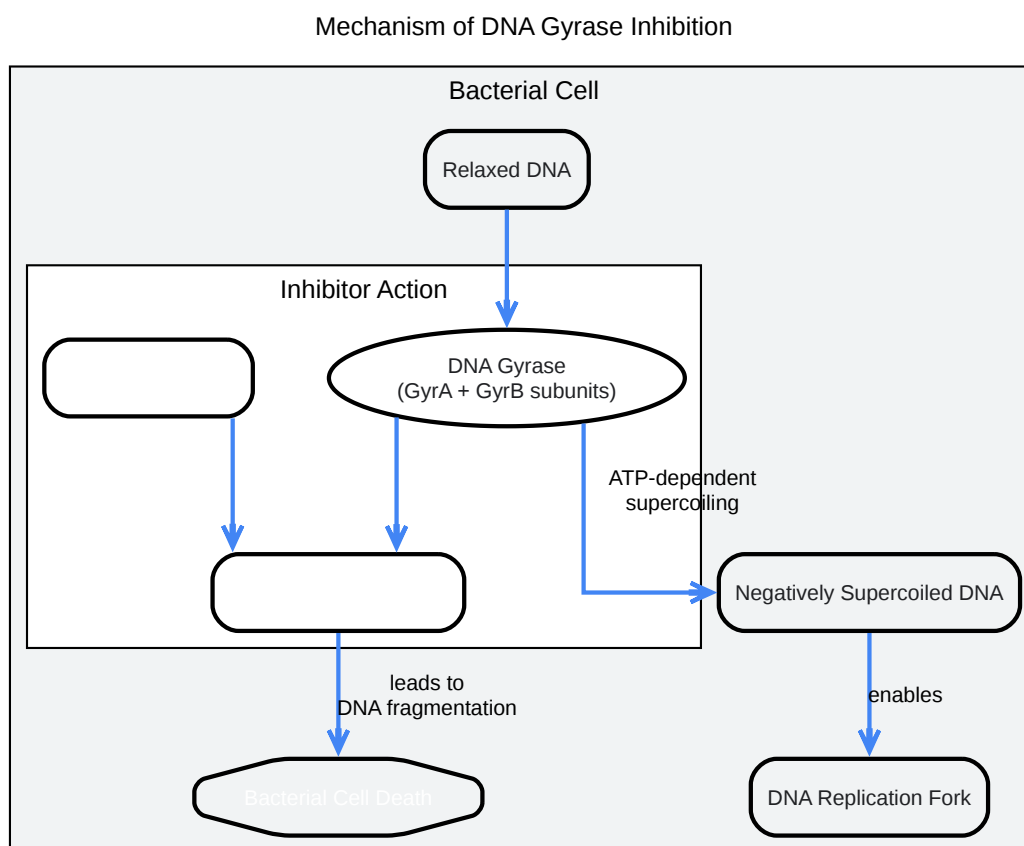 Mechanism of DNA Gyrase Inhibition
Bacterial Cell
Relaxed DNA
Inhibitor Action
DNA Gyrase
(GyrA + GyrB subunits)
ATP-dependent
supercoiling
Negatively Supercoiled DNA
leads to
DNA fragmentation
enables
Bacterial Cell Death
DNA Replication Fork